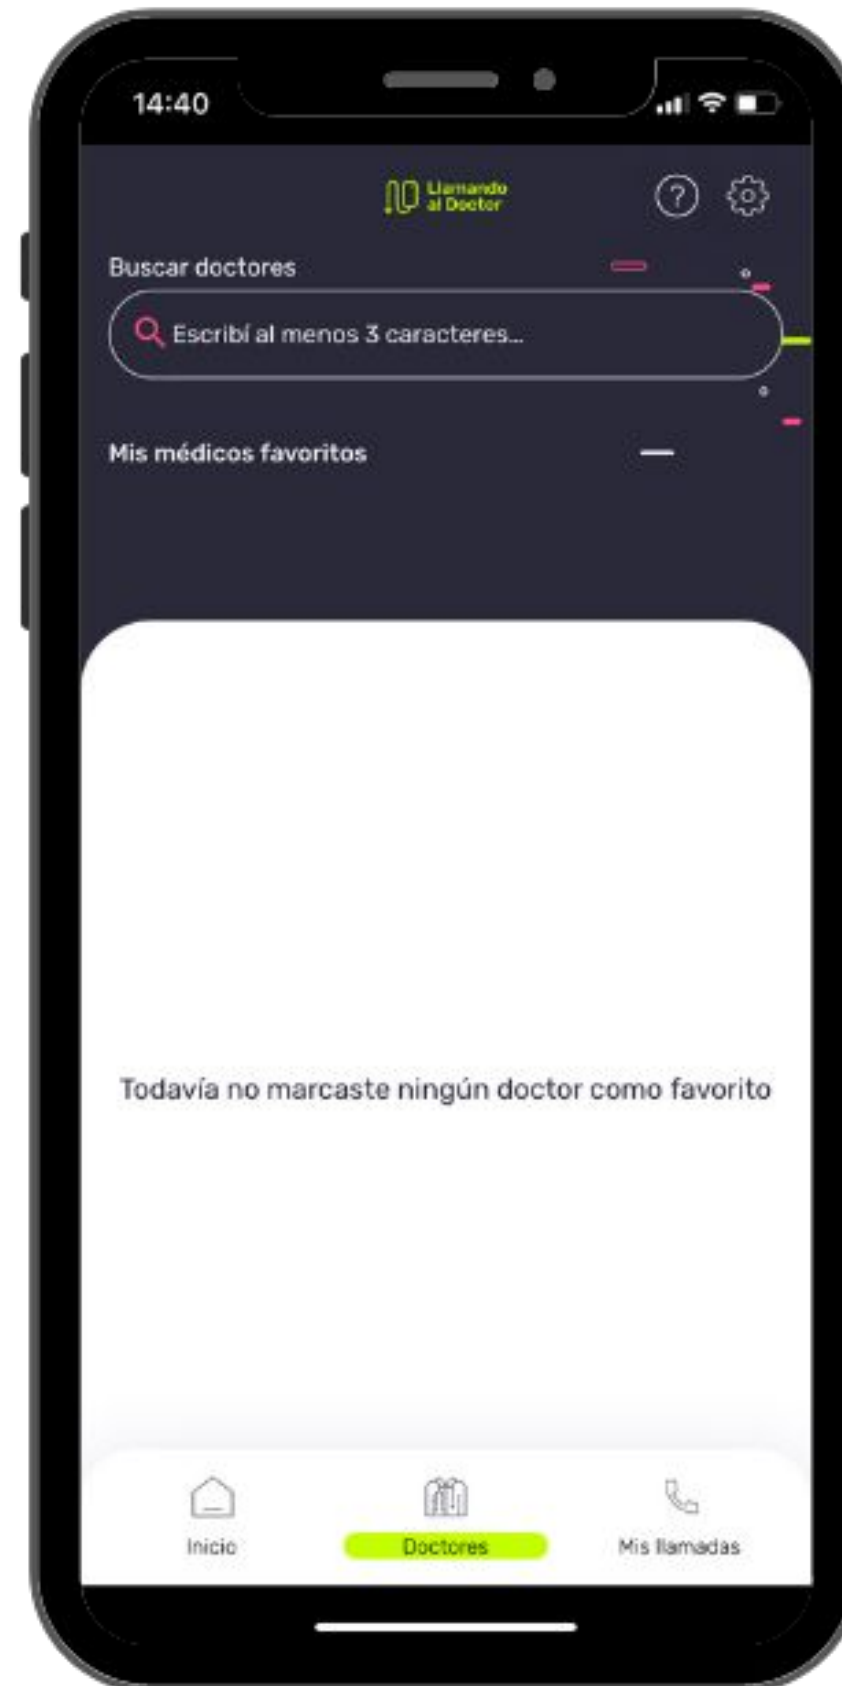 14:40
Llamando
al Doctor
?
Buscar doctores
Escribí al menos 3 caracteres...
Mis médicos favoritos
Todavía no marcaste ningún doctor como favorito
Inicio
Doctores
Mis llamadas